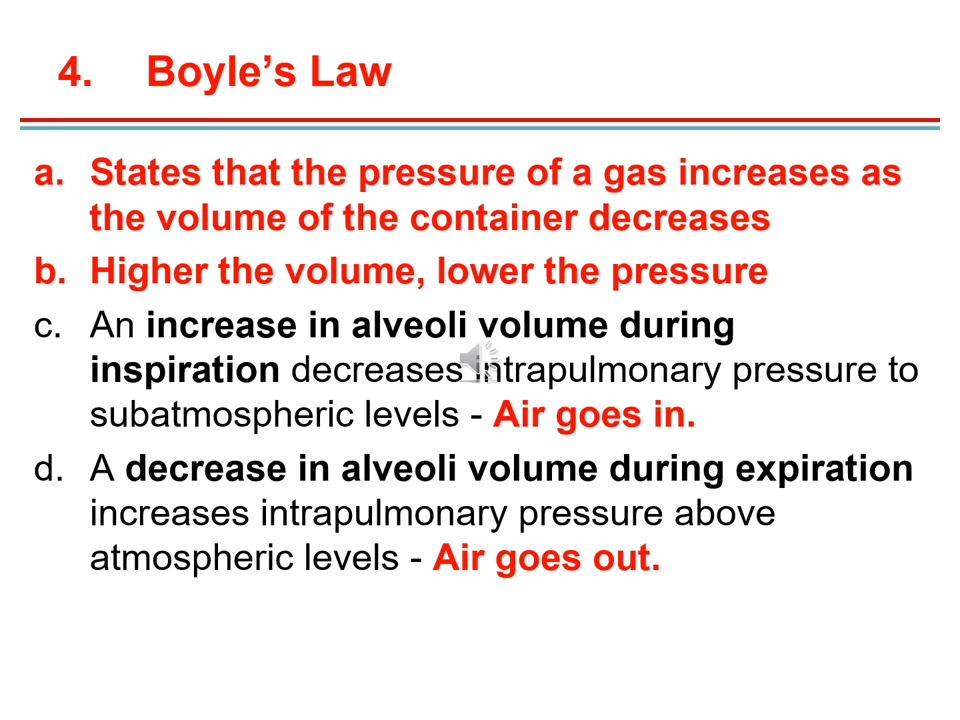 4. Boyle’s Law
a. States that the pressure of a gas increases as
the volume of the container decreases
b. Higher the volume, lower the pressure
c. An increase in alveoli volume during
inspiration decreases intrapulmonary pressure to
subatmospheric levels - Air goes in.
d. A decrease in alveoli volume during expiration
increases intrapulmonary pressure above
atmospheric levels - Air goes out.